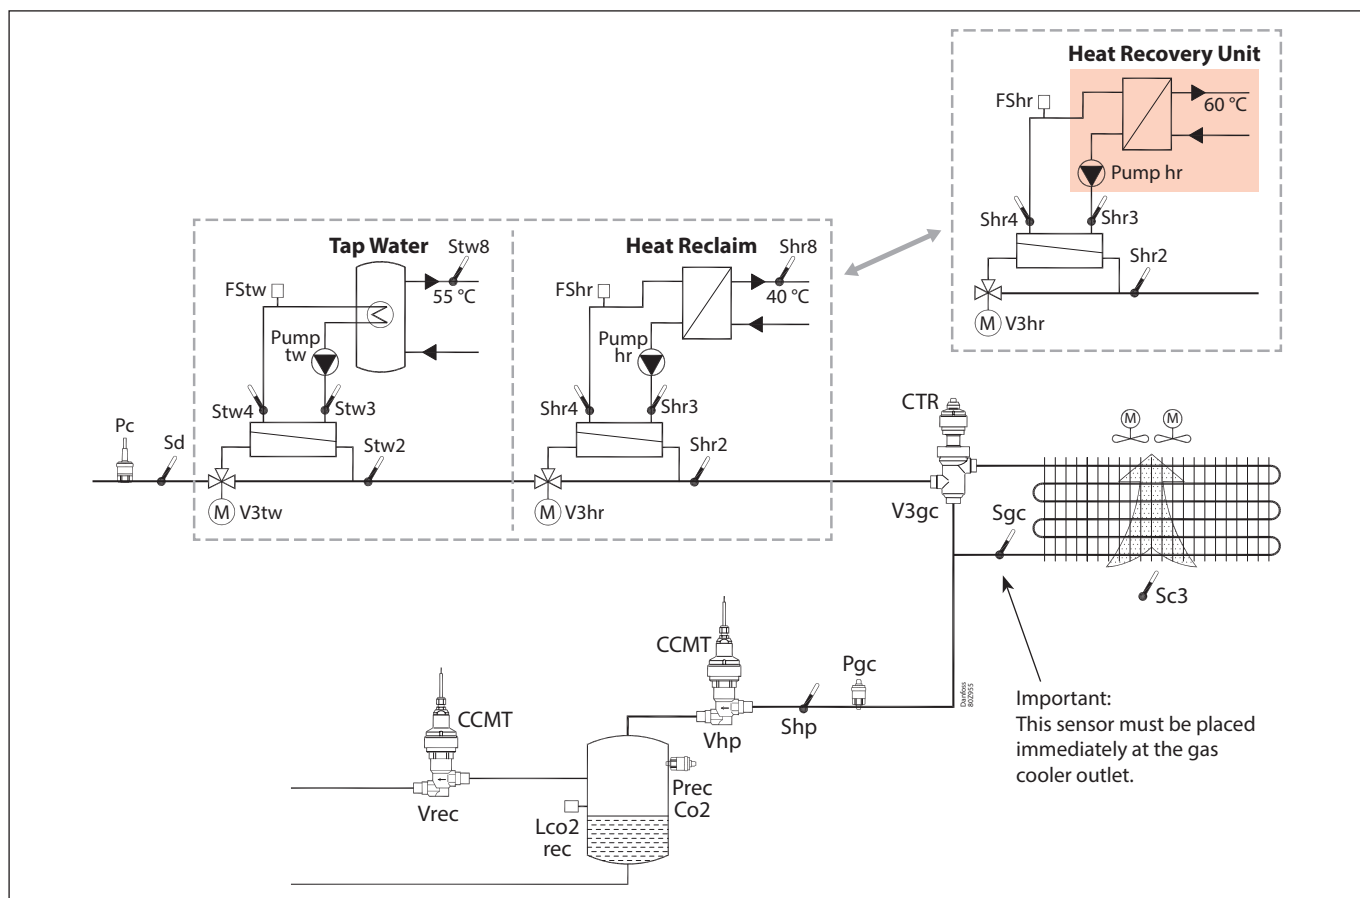 Heat Recovery Unit
FShr
60 °C
Pump hr
Shr4
Shr3
Shr2
M
V3hr
Tap Water
Stw8
FStw
55 °C
Pump
tw
Stw4
Stw3
Stw2
M
V3tw
Heat Reclaim
Shr8
FShr
40 °C
Pump
hr
Shr4
Shr3
Shr2
M
V3hr
Pc
Sd
CTR
V3gc
M
M
Sgc
Sc3
Important:
This sensor must be placed
immediately at the gas
cooler outlet.
Danfoss
80Z955
CCMT
Vhp
Shp
Pgc
CCMT
Vrec
Prec
Co2
Lco2
rec